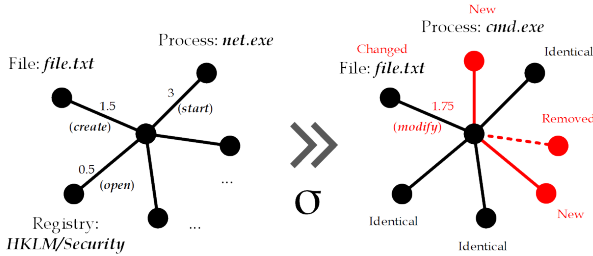 New
Process: cmd.exe
Process: net.exe
Changed
Identical
File: file.txt
File: file.txt
3
1.5
(start)
1.75
(create)
(modify)
Removed
0.5
(open)
...
Registry:
HKLM/Security
...
σ
Identical
New
Identical